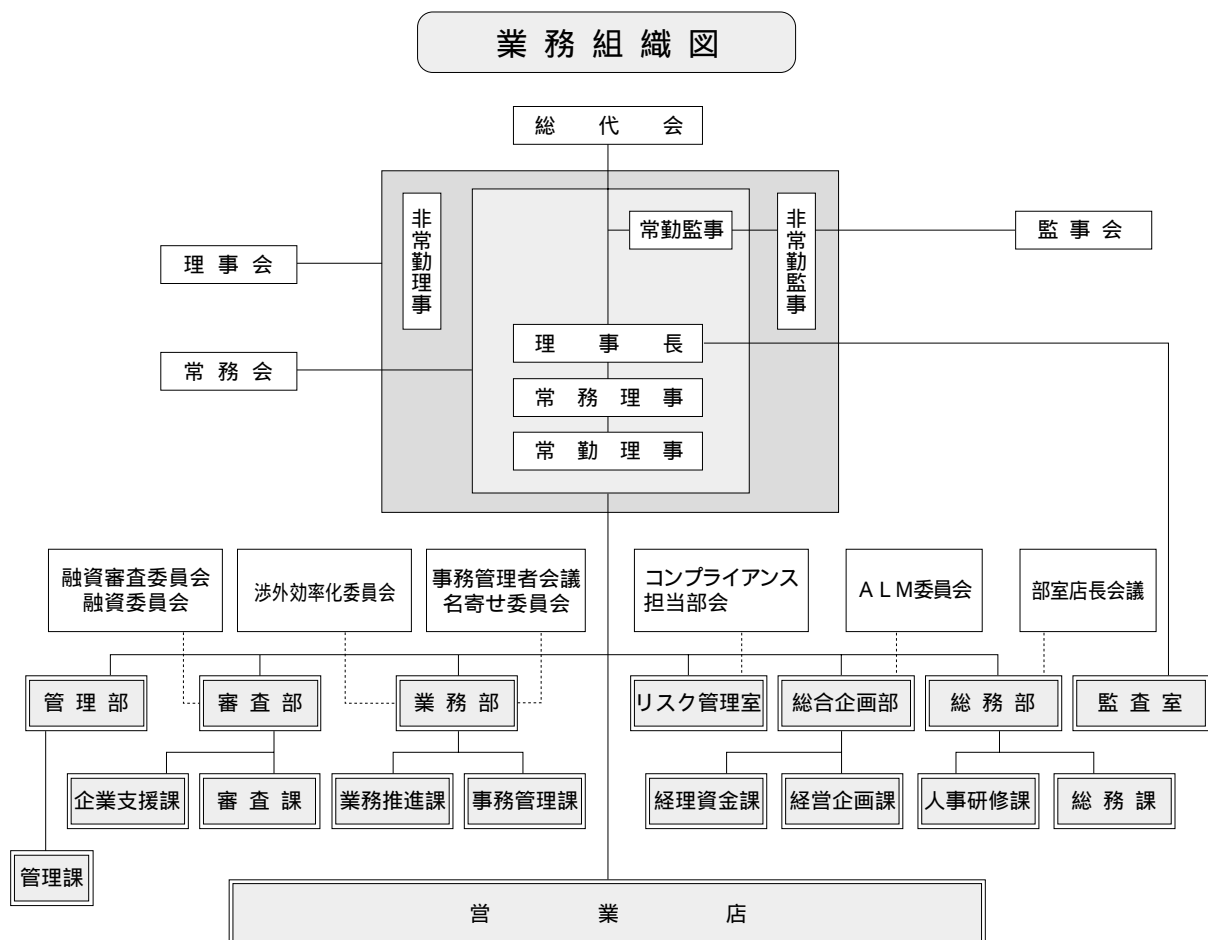 業務組織図
総代会
非常勤理事
常勤監事
非常勤監事
理事会
監事会
理事長
常務会
常務理事
常勤理事
融資審査委員会
融資委員会
渉外効率化委員会
事務管理者会議
名寄せ委員会
コンプライアンス
担当部会
ALM委員会
部室店長会議
管理部
審査部
業務部
リスク管理室
総合企画部
総務部
監査室
企業支援課
審査課
業務推進課
事務管理課
経理資金課
経営企画課
人事研修課
総務課
管理課
営業店